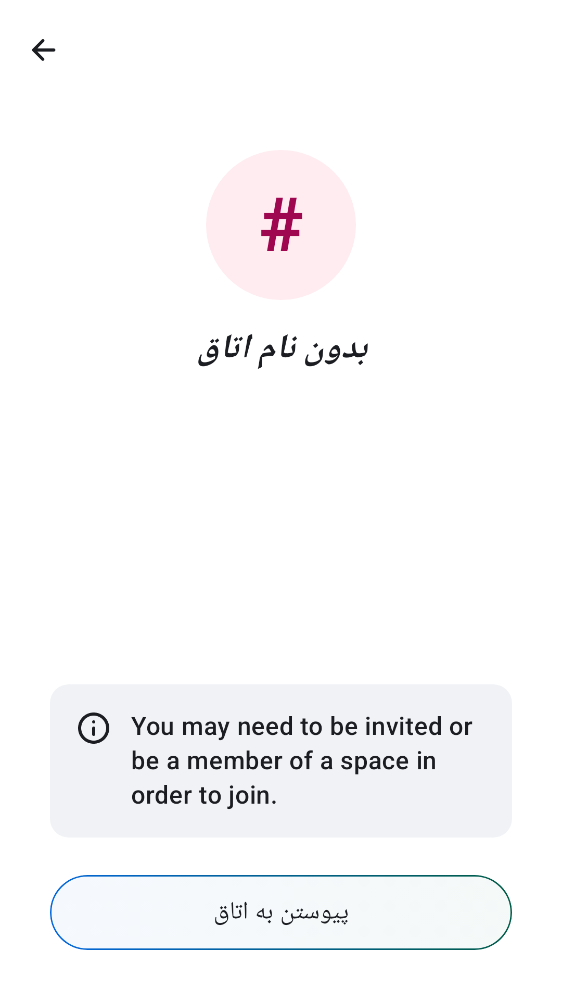 #
بدون نام اتاق
You may need to be invited or
be a member of a space in
order to join.
پیوستن به اتاق